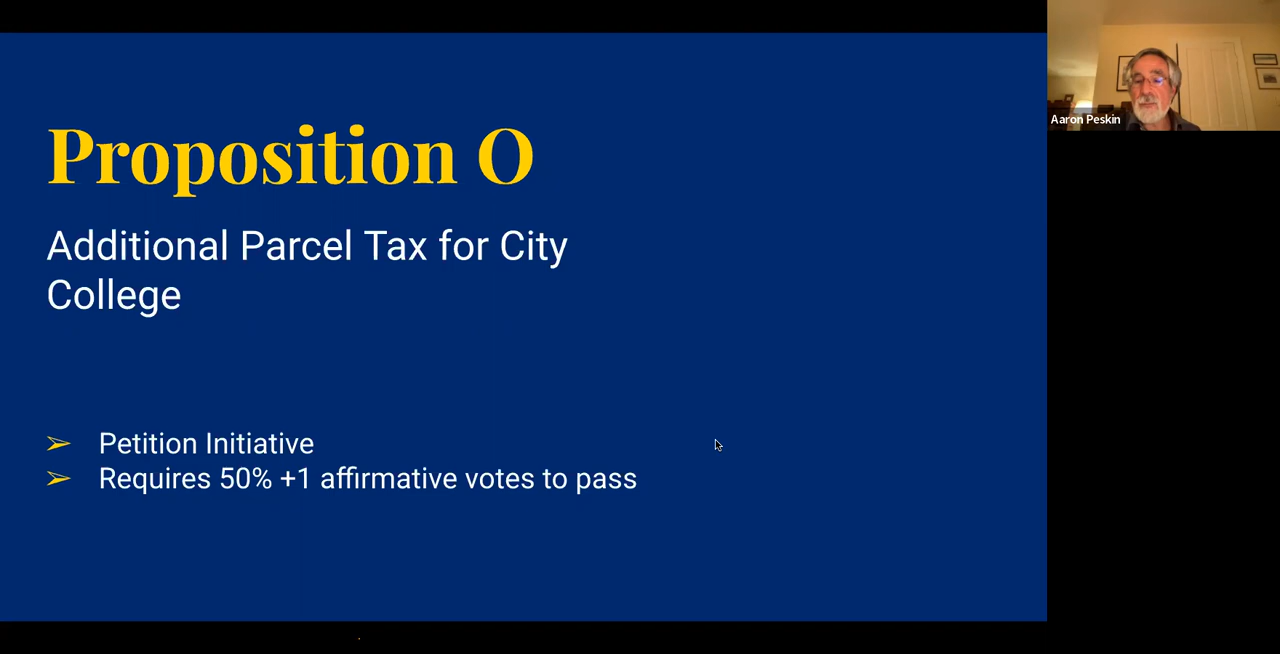 Proposition O
Additional Parcel Tax for City
College
➢ Petition Initiative
➢ Requires 50% +1 affirmative votes to pass
Aaron Peskin